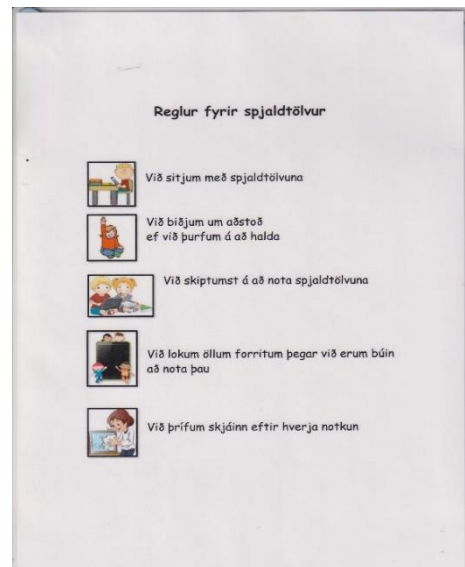 Reglur fyrir spjaldtölvur
Við sitjum með spjaldtölvuna
Við biðjum um aðstoð
ef við þurfum á að halda
Við skiptumst á að nota spjaldtölvuna
Við lokum öllum forritum þegar við erum búin
að nota þau
Við þrífum skjáinn eftir hverja notkun